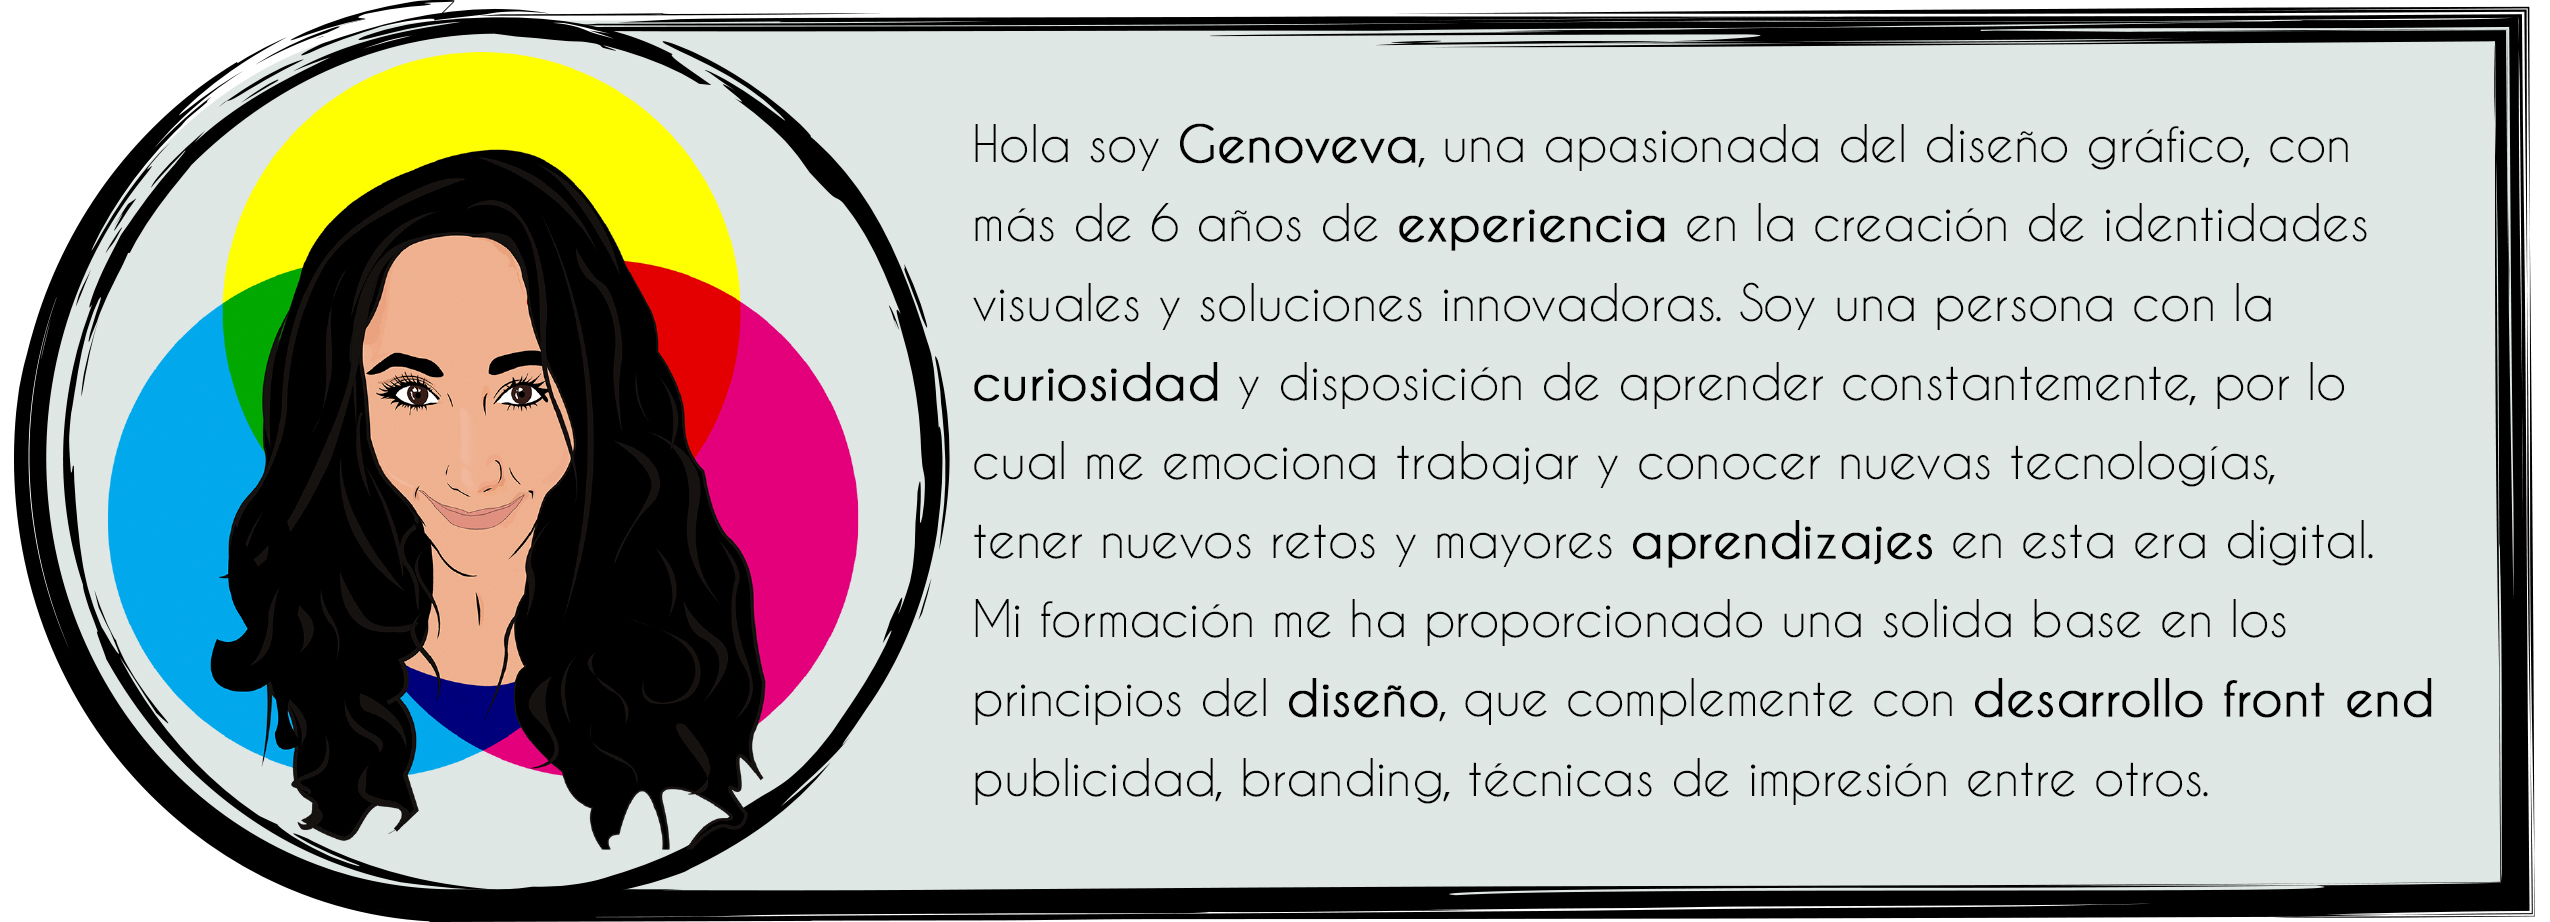 Hola soy Genoveva, una apasionada del diseño gráfico, con
más de 6 años de experiencia en la creación de identidades
visuales y soluciones innovadoras. Soy una persona con la
curiosidad y disposición de aprender constantemente, por lo
cual me emociona trabajar y conocer nuevas tecnologías,
tener nuevos retos y mayores aprendizajes en esta era digital.
Mi formación me ha proporcionado una solida base en los
principios del diseño, que complemente con desarrollo front end
publicidad, branding, técnicas de impresión entre otros.